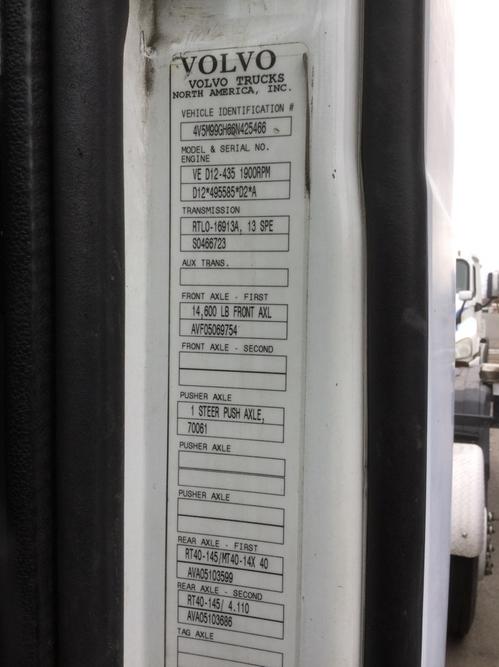 VOLVO
VOLVO TRUCKS
NORTH AMERICA, INC.
VEHICLE IDENTIFICATION #
4V5M99GH86N425466
MODEL & SERIAL NO.
ENGINE
VE D12-435 1900RPM
D12*495585*D2*A
TRANSMISSION
RTLO-16913A, 13 SPE
S0466723
AUX TRANS.
FRONT AXLE - FIRST
14,600 LB FRONT AXL
AVF05069754
FRONT AXLE - SECOND
PUSHER AXLE
1 STEER PUSH AXLE,
70061
PUSHER AXLE
PUSHER AXLE
REAR AXLE - FIRST
RT40-145/MT40-14X 40
AVA05103599
REAR AXLE - SECOND
RT40-145/ 4.110
AVA05103686
TAG AXLE